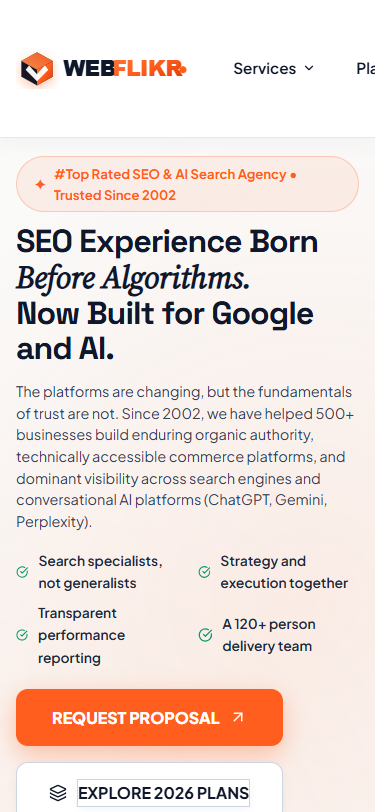 WEBFLIKR
Services
#Top Rated SEO & AI Search Agency •
Trusted Since 2002
SEO Experience Born
Before Algorithms.
Now Built for Google
and AI.
The platforms are changing, but the fundamentals
of trust are not. Since 2002, we have helped 500+
businesses build enduring organic authority,
technically accessible commerce platforms, and
dominant visibility across search engines and
conversational AI platforms (ChatGPT, Gemini,
Perplexity).
Search specialists,
not generalists
Strategy and
execution together
Transparent
performance
reporting
A 120+ person
delivery team
REQUEST PROPOSAL
EXPLORE 2026 PLANS